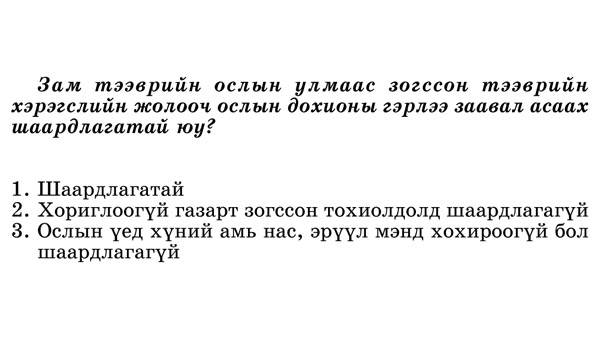 Зам тээврийн ослын улмаас зогссон тээврийн
хэрэгслийн жолооч ослын дохионы гэрлээ заавал асаах
шаардлагатай юу?
1. Шаардлагатай
2. Хориглоогүй газарт зогссон тохиолдолд шаардлагагүй
3. Ослын үед хүний амь нас, эрүүл мэнд хохироогүй бол
шаардлагагүй